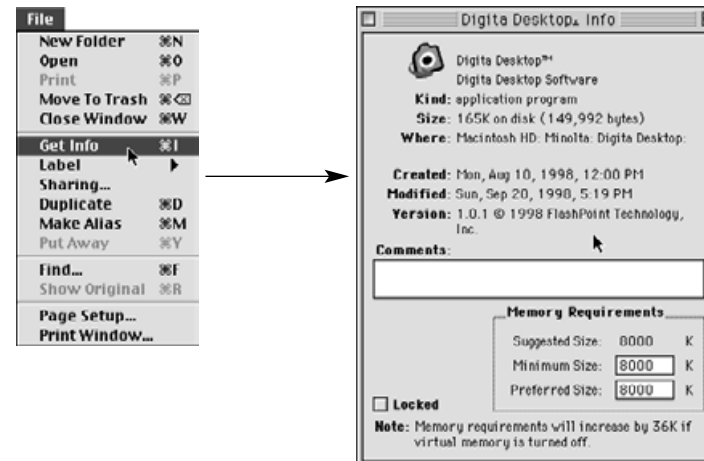 File
New Folder ⌘N
Open ⌘O
Print ⌘P
Move To Trash ⌘⌫
Close Window ⌘W
Get Info ⌘I
Label
Sharing...
Duplicate ⌘D
Make Alias ⌘M
Put Away ⌘Y
Find... ⌘F
Show Original ⌘R
Page Setup...
Print Window...
Digita Desktop™ Info
Digita Desktop™
Digita Desktop Software
Kind: application program
Size: 165K on disk (149,992 bytes)
Where: Macintosh HD: Minolta: Digita Desktop:
Created: Mon, Aug 10, 1998, 12:00 PM
Modified: Sun, Sep 20, 1998, 5:19 PM
Version: 1.0.1 © 1998 FlashPoint Technology,
Inc.
Comments:
Memory Requirements
Suggested Size: 8000 K
Minimum Size: 8000 K
Preferred Size: 8000 K
Locked
Note: Memory requirements will increase by 36K if
virtual memory is turned off.